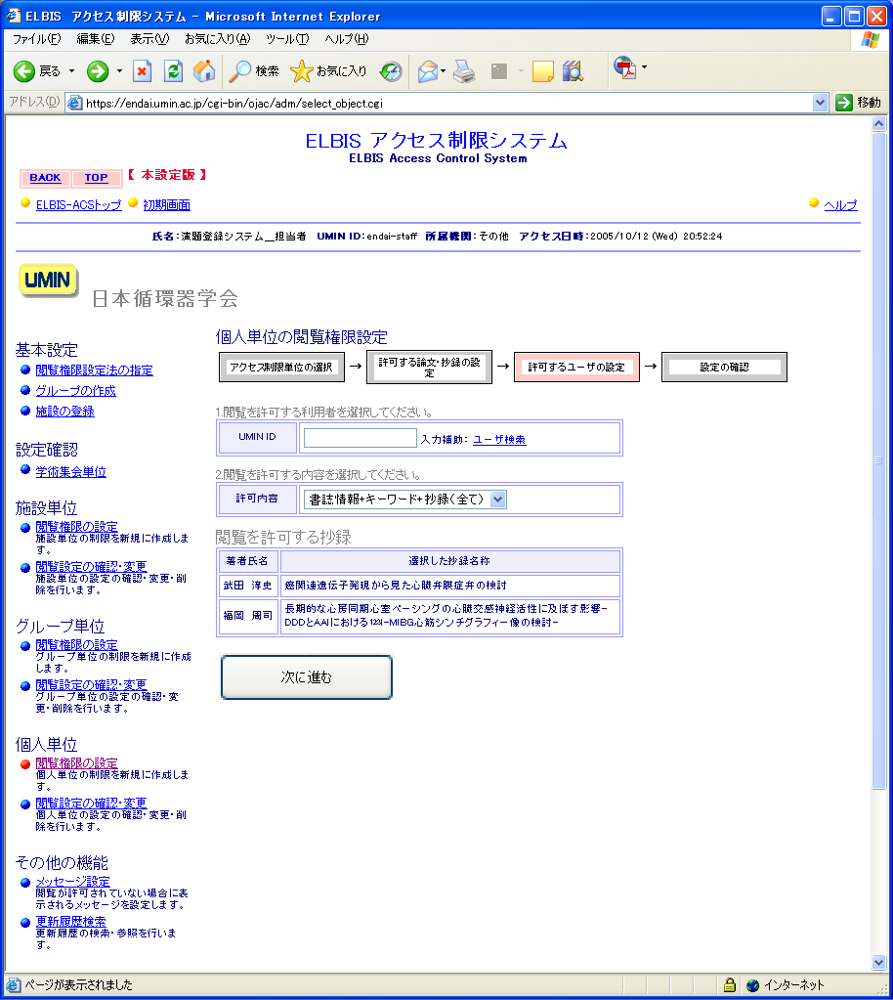 ELBIS アクセス制限システム - Microsoft Internet Explorer
ファイル(F) 編集(E) 表示(V) お気に入り(A) ツール(T) ヘルプ(H)
戻る 検索 お気に入り
アドレス(D) https://endai.umin.ac.jp/cgi-bin/ojac/adm/select_object.cgi 移動
ELBIS アクセス制限システム
ELBIS Access Control System
BACK TOP 【 本設定版 】
ELBIS-ACSトップ 初期画面 ヘルプ
氏名：演題登録システム__担当者 UMIN ID：endai-staff 所属機関：その他 アクセス日時：2005/10/12 (Wed) 20:52:24
UMIN 日本循環器学会
基本設定
閲覧権限設定法の指定
グループの作成
施設の登録
設定確認
学術集会単位
施設単位
閲覧権限の設定
施設単位の制限を新規に作成しま
す。
閲覧設定の確認・変更
施設単位の設定の確認・変更・削
除を行います。
グループ単位
閲覧権限の設定
グループ単位の制限を新規に作成
します。
閲覧設定の確認・変更
グループ単位の設定の確認・変
更・削除を行います。
個人単位
閲覧権限の設定
個人単位の制限を新規に作成しま
す。
閲覧設定の確認・変更
個人単位の設定の確認・変更・削
除を行います。
その他の機能
メッセージ設定
閲覧が許可されていない場合に表
示されるメッセージを設定します。
更新履歴検索
更新履歴の検索・参照を行いま
す。
個人単位の閲覧権限設定
アクセス制限単位の選択 → 許可する論文・抄録の設
定 → 許可するユーザの設定 → 設定の確認
1.閲覧を許可する利用者を選択してください。
UMIN ID 入力補助： ユーザ検索
2.閲覧を許可する内容を選択してください。
許可内容 書誌情報+キーワード+抄録（全て）
閲覧を許可する抄録
著者氏名 選択した抄録名称
武田 淳史 癌関連遺伝子発現から見た心臓弁膜症弁の検討
福岡 周司 長期的な心房同期心室ペーシングの心臓交感神経活性に及ぼす影響-
DDDとAAIにおける123I-MIBG心筋シンチグラフィー像の検討-
次に進む
ページが表示されました インターネット